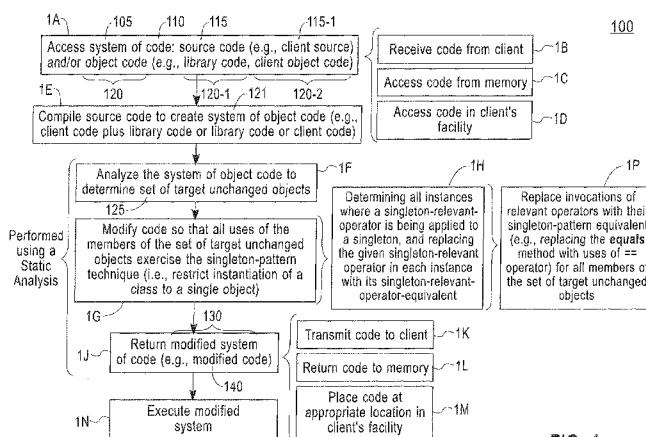 100
1A 105 110 115 115-1
Access system of code: source code (e.g., client source)
and/or object code (e.g., library code, client object code)
120 120-1 120-2
Receive code from client
1B
Access code from memory
1C
Access code in client's
facility
1D
1E 121
Compile source code to create system of object code (e.g.,
client code plus library code or library code or client code)
Performed
using a
Static
Analysis
1F
Analyze the system of object code to
determine set of target unchanged objects
125
Modify code so that all uses of the
members of the set of target unchanged
objects exercise the singleton-pattern
technique (i.e., restrict instantiation of a
class to a single object)
1G
1H
Determining all instances
where a singleton-relevant-
operator is being applied to
a singleton, and replacing
the given singleton-relevant
operator in each instance
with its singleton-relevant-
operator-equivalent
1P
Replace invocations of
relevant operators with their
singleton-pattern equivalent
(e.g., replacing the equals
method with uses of ==
operator) for all members of
the set of target unchanged
objects
130
1J
Return modified system
of code (e.g., modified code)
140
Transmit code to client
1K
Return code to memory
1L
Place code at
appropriate location in
client's facility
1M
1N
Execute modified
system